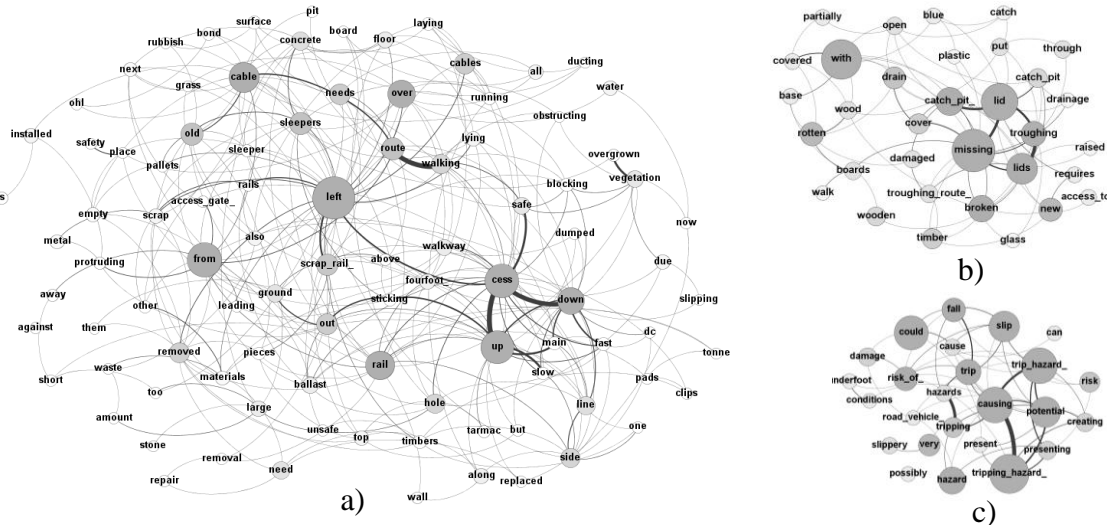 pit
surface
bond
board
laying
rubbish
concrete
floor
next
cable
cables
all
ducting
grass
needs
over
running
water
ohl
obstructing
installed
old
sleepers
lying
safety
place
sleeper
route
overgrown
pallets
walking
vegetation
rails
blocking
s
left
access_gate_
safe
empty
scrap
now
also
dumped
metal
walkway
from
above
scrap_rail_
due
protruding
cess
fourfoot_
away
ground
down
leading
sticking
slipping
other
against
them
out
dc
up
main
fast
removed
pieces
tonne
rail
waste
slow
short
materials
ballast
pads
too
clips
hole
line
amount
large
unsafe
top
one
stone
timbers
tarmac
but
removal
side
need
repair
along
replaced
wall
a)
partially
blue
catch
open
plastic
put
through
covered
with
drain
catch_pit
base
catch_pit_
lid
drainage
wood
cover
rotten
troughing
missing
raised
damaged
boards
lids
requires
troughing_route_
walk
access_to
broken
new
wooden
timber
glass
b)
fall
could
slip
can
cause
damage
trip_hazard_
trip
underfoot
risk_of_
risk
hazards
conditions
causing
potential
road_vehicle_
creating
tripping
slippery
very
present
presenting
possibly
hazard
tripping_hazard_
c)